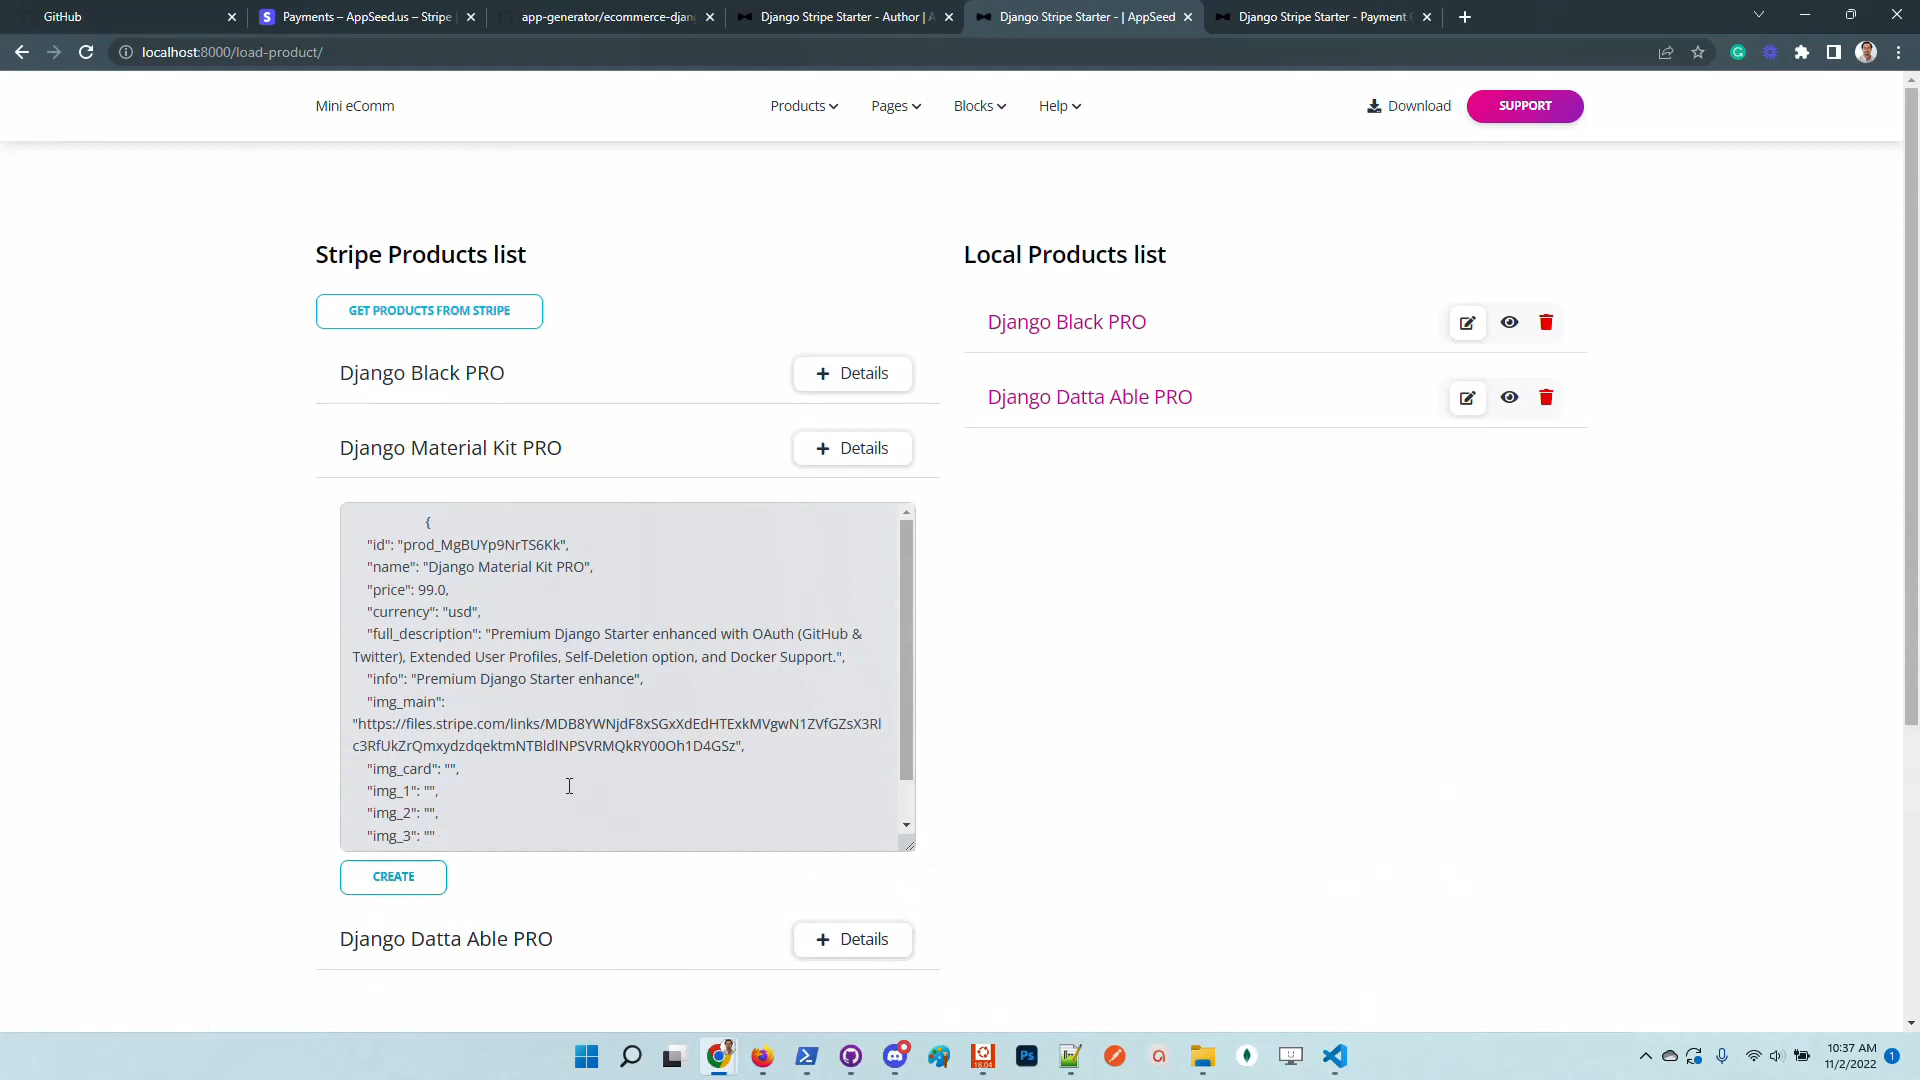 GitHub
Payments – AppSeed.us – Stripe
app-generator/ecommerce-djan
Django Stripe Starter - Author | A
Django Stripe Starter - | AppSeed
Django Stripe Starter - Payment
localhost:8000/load-product/
Mini eComm
Products
Pages
Blocks
Help
Download
SUPPORT
Stripe Products list
GET PRODUCTS FROM STRIPE
Django Black PRO
Details
Django Material Kit PRO
Details
{
"id": "prod_MgBUYp9NrTS6Kk",
"name": "Django Material Kit PRO",
"price": 99.0,
"currency": "usd",
"full_description": "Premium Django Starter enhanced with OAuth (GitHub &
Twitter), Extended User Profiles, Self-Deletion option, and Docker Support.",
"info": "Premium Django Starter enhance",
"img_main":
"https://files.stripe.com/links/MDB8YWNjdF8xSGxXdEdHTExkMVgwN1ZVfGZsX3Rl
c3RfUkZrQmxydzdqektmNTBldlNPSVRMQkRY00Oh1D4GSz",
"img_card": "",
"img_1": "",
"img_2": "",
"img_3": ""
CREATE
Django Datta Able PRO
Details
Local Products list
Django Black PRO
Django Datta Able PRO
18.04
Ps
10:37 AM
11/2/2022
1